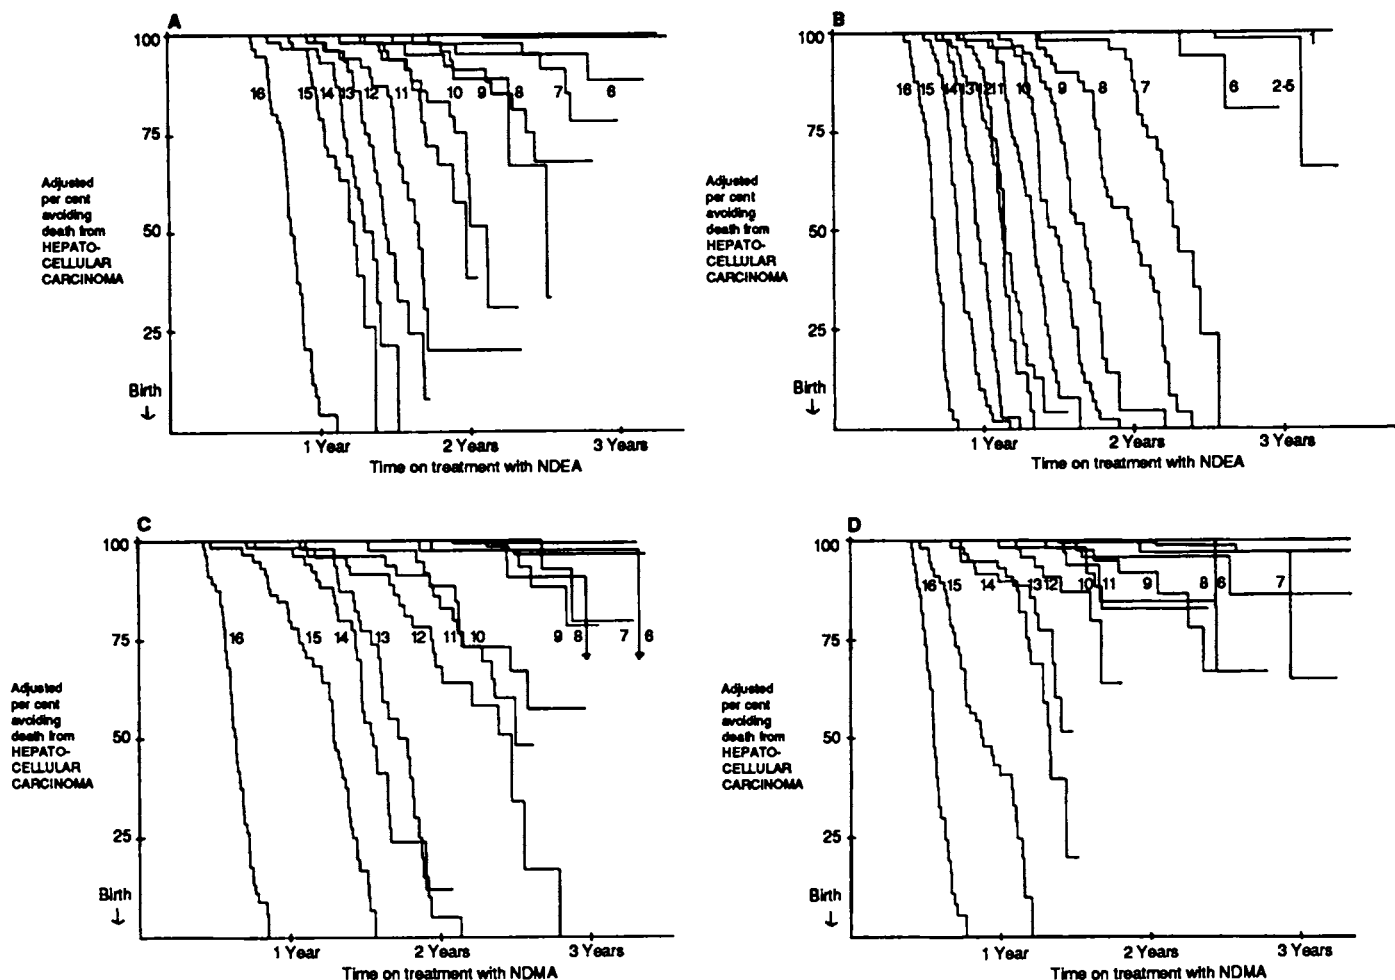 A
100
16 15 14 13 12 11 10 9 8 7 6
75
Adjusted
per cent
avoiding
death from
HEPATO-
CELLULAR
CARCINOMA
50
25
Birth
↓
1 Year 2 Years 3 Years
Time on treatment with NDEA
B
100
1
16 15 14 13 12 11 10 9 8 7 6 2-5
75
Adjusted
per cent
avoiding
death from
HEPATO-
CELLULAR
CARCINOMA
50
25
Birth
↓
1 Year 2 Years 3 Years
Time on treatment with NDEA
C
100
16 15 14 13 12 11 10 9 8 7 6
75
Adjusted
per cent
avoiding
death from
HEPATO-
CELLULAR
CARCINOMA
50
25
Birth
↓
1 Year 2 Years 3 Years
Time on treatment with NDMA
D
100
16 15 14 13 12 10 11 9 8 6 7
75
Adjusted
per cent
avoiding
death from
HEPATO-
CELLULAR
CARCINOMA
50
25
Birth
↓
1 Year 2 Years 3 Years
Time on treatment with NDMA